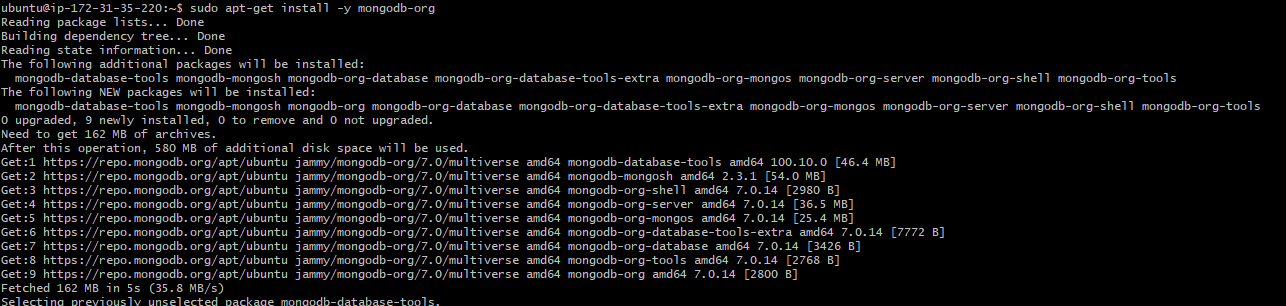 ubuntu@ip-172-31-35-220:~$ sudo apt-get install -y mongodb-org
Reading package lists... Done
Building dependency tree... Done
Reading state information... Done
The following additional packages will be installed:
  mongodb-database-tools mongodb-mongosh mongodb-org-database mongodb-org-database-tools-extra mongodb-org-mongos mongodb-org-server mongodb-org-shell mongodb-org-tools
The following NEW packages will be installed:
  mongodb-database-tools mongodb-mongosh mongodb-org mongodb-org-database mongodb-org-database-tools-extra mongodb-org-mongos mongodb-org-server mongodb-org-shell mongodb-org-tools
0 upgraded, 9 newly installed, 0 to remove and 0 not upgraded.
Need to get 162 MB of archives.
After this operation, 580 MB of additional disk space will be used.
Get:1 https://repo.mongodb.org/apt/ubuntu jammy/mongodb-org/7.0/multiverse amd64 mongodb-database-tools amd64 100.10.0 [46.4 MB]
Get:2 https://repo.mongodb.org/apt/ubuntu jammy/mongodb-org/7.0/multiverse amd64 mongodb-mongosh amd64 2.3.1 [54.0 MB]
Get:3 https://repo.mongodb.org/apt/ubuntu jammy/mongodb-org/7.0/multiverse amd64 mongodb-org-shell amd64 7.0.14 [2980 B]
Get:4 https://repo.mongodb.org/apt/ubuntu jammy/mongodb-org/7.0/multiverse amd64 mongodb-org-server amd64 7.0.14 [36.5 MB]
Get:5 https://repo.mongodb.org/apt/ubuntu jammy/mongodb-org/7.0/multiverse amd64 mongodb-org-mongos amd64 7.0.14 [25.4 MB]
Get:6 https://repo.mongodb.org/apt/ubuntu jammy/mongodb-org/7.0/multiverse amd64 mongodb-org-database-tools-extra amd64 7.0.14 [7772 B]
Get:7 https://repo.mongodb.org/apt/ubuntu jammy/mongodb-org/7.0/multiverse amd64 mongodb-org-database amd64 7.0.14 [3426 B]
Get:8 https://repo.mongodb.org/apt/ubuntu jammy/mongodb-org/7.0/multiverse amd64 mongodb-org-tools amd64 7.0.14 [2768 B]
Get:9 https://repo.mongodb.org/apt/ubuntu jammy/mongodb-org/7.0/multiverse amd64 mongodb-org amd64 7.0.14 [2800 B]
Fetched 162 MB in 5s (35.8 MB/s)
Selecting previously unselected package mongodb-database-tools.